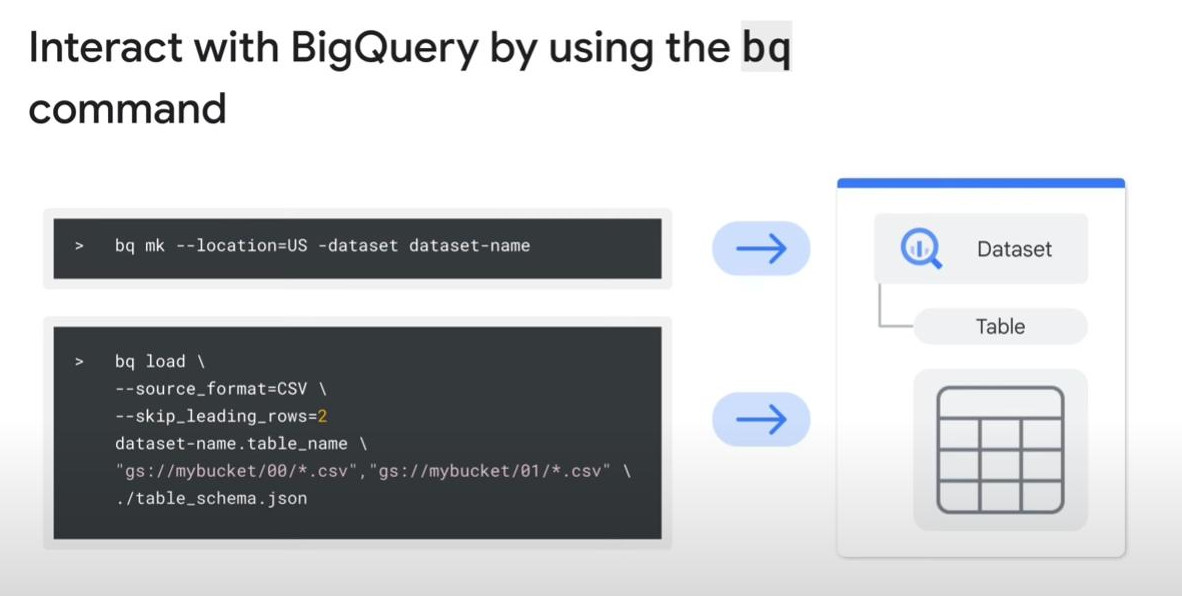 Interact with BigQuery by using the bq
command
> bq mk --location=US -dataset dataset-name
> bq load \
--source_format=CSV \
--skip_leading_rows=2
dataset-name.table_name \
"gs://mybucket/00/*.csv","gs://mybucket/01/*.csv" \
./table_schema.json
Dataset
Table